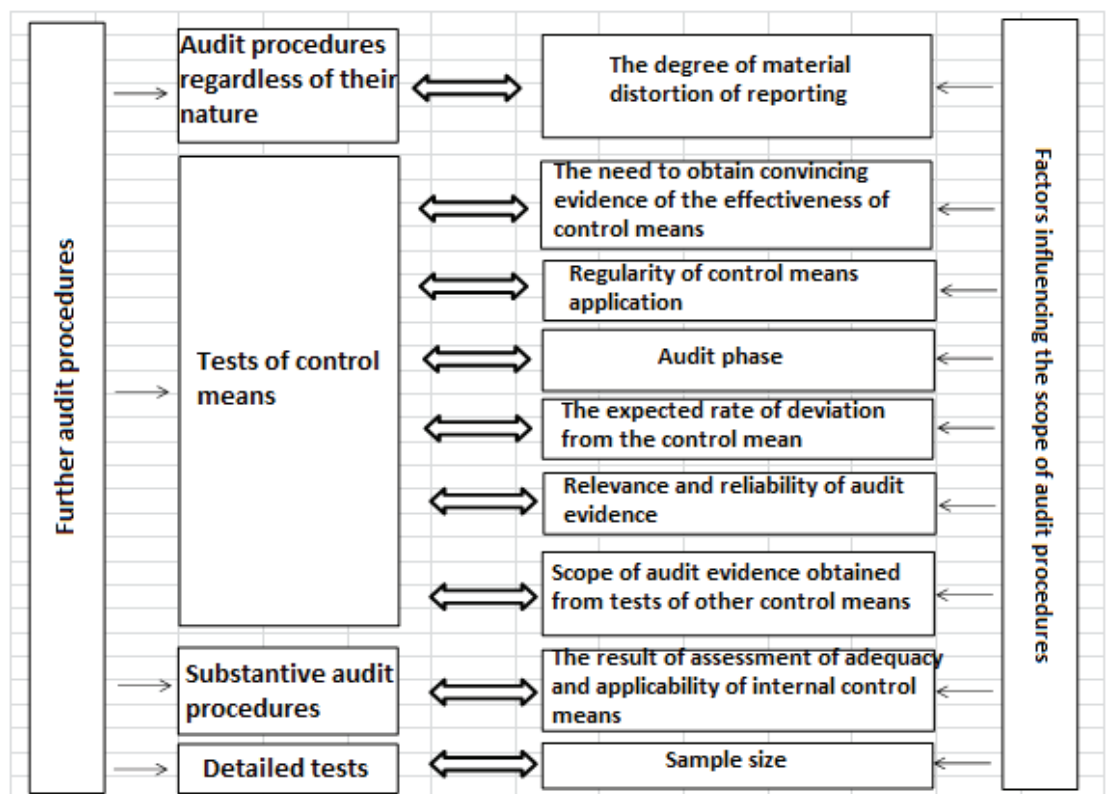 Further audit procedures
Audit procedures
regardless of their
nature
The degree of material
distortion of reporting
Tests of control
means
The need to obtain convincing
evidence of the effectiveness of
control means
Regularity of control means
application
Audit phase
The expected rate of deviation
from the control mean
Relevance and reliability of audit
evidence
Scope of audit evidence obtained
from tests of other control means
Substantive audit
procedures
The result of assessment of adequacy
and applicability of internal control
means
Detailed tests
Sample size
Factors influencing the scope of audit procedures